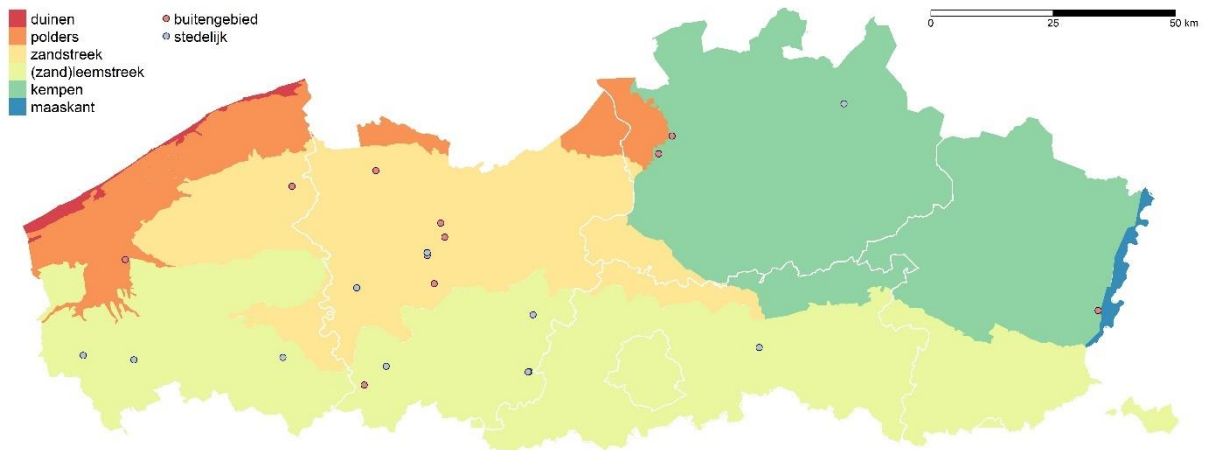 duinen
polders
zandstreek
(zand)leemstreek
kempen
maaskant
buitengebied
stedelijk
0 25 50 km